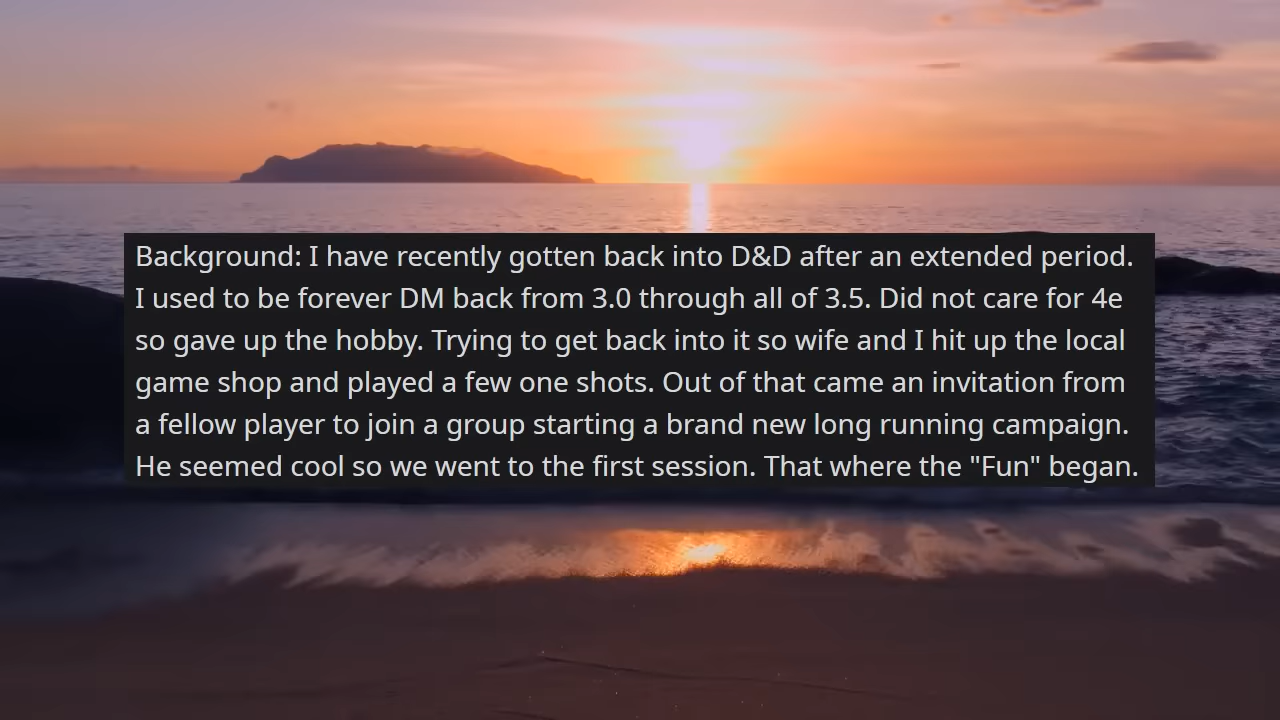 Background: I have recently gotten back into D&D after an extended period.
I used to be forever DM back from 3.0 through all of 3.5. Did not care for 4e
so gave up the hobby. Trying to get back into it so wife and I hit up the local
game shop and played a few one shots. Out of that came an invitation from
a fellow player to join a group starting a brand new long running campaign.
He seemed cool so we went to the first session. That where the "Fun" began.